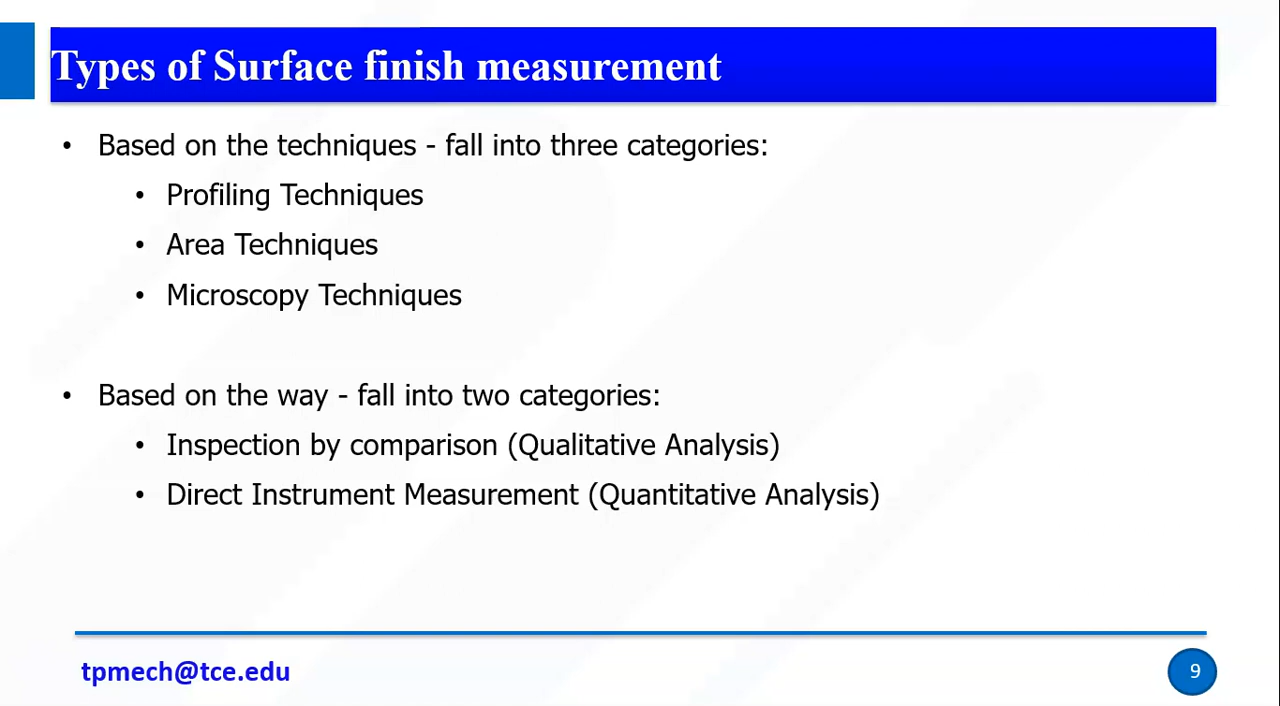 Types of Surface finish measurement
• Based on the techniques - fall into three categories:
• Profiling Techniques
• Area Techniques
• Microscopy Techniques
• Based on the way - fall into two categories:
• Inspection by comparison (Qualitative Analysis)
• Direct Instrument Measurement (Quantitative Analysis)
tpmech@tce.edu
9